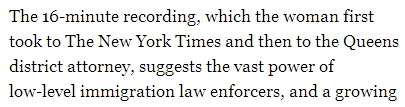 The 16-minute recording, which the woman first
took to The New York Times and then to the Queens
district attorney, suggests the vast power of
low-level immigration law enforcers, and a growing